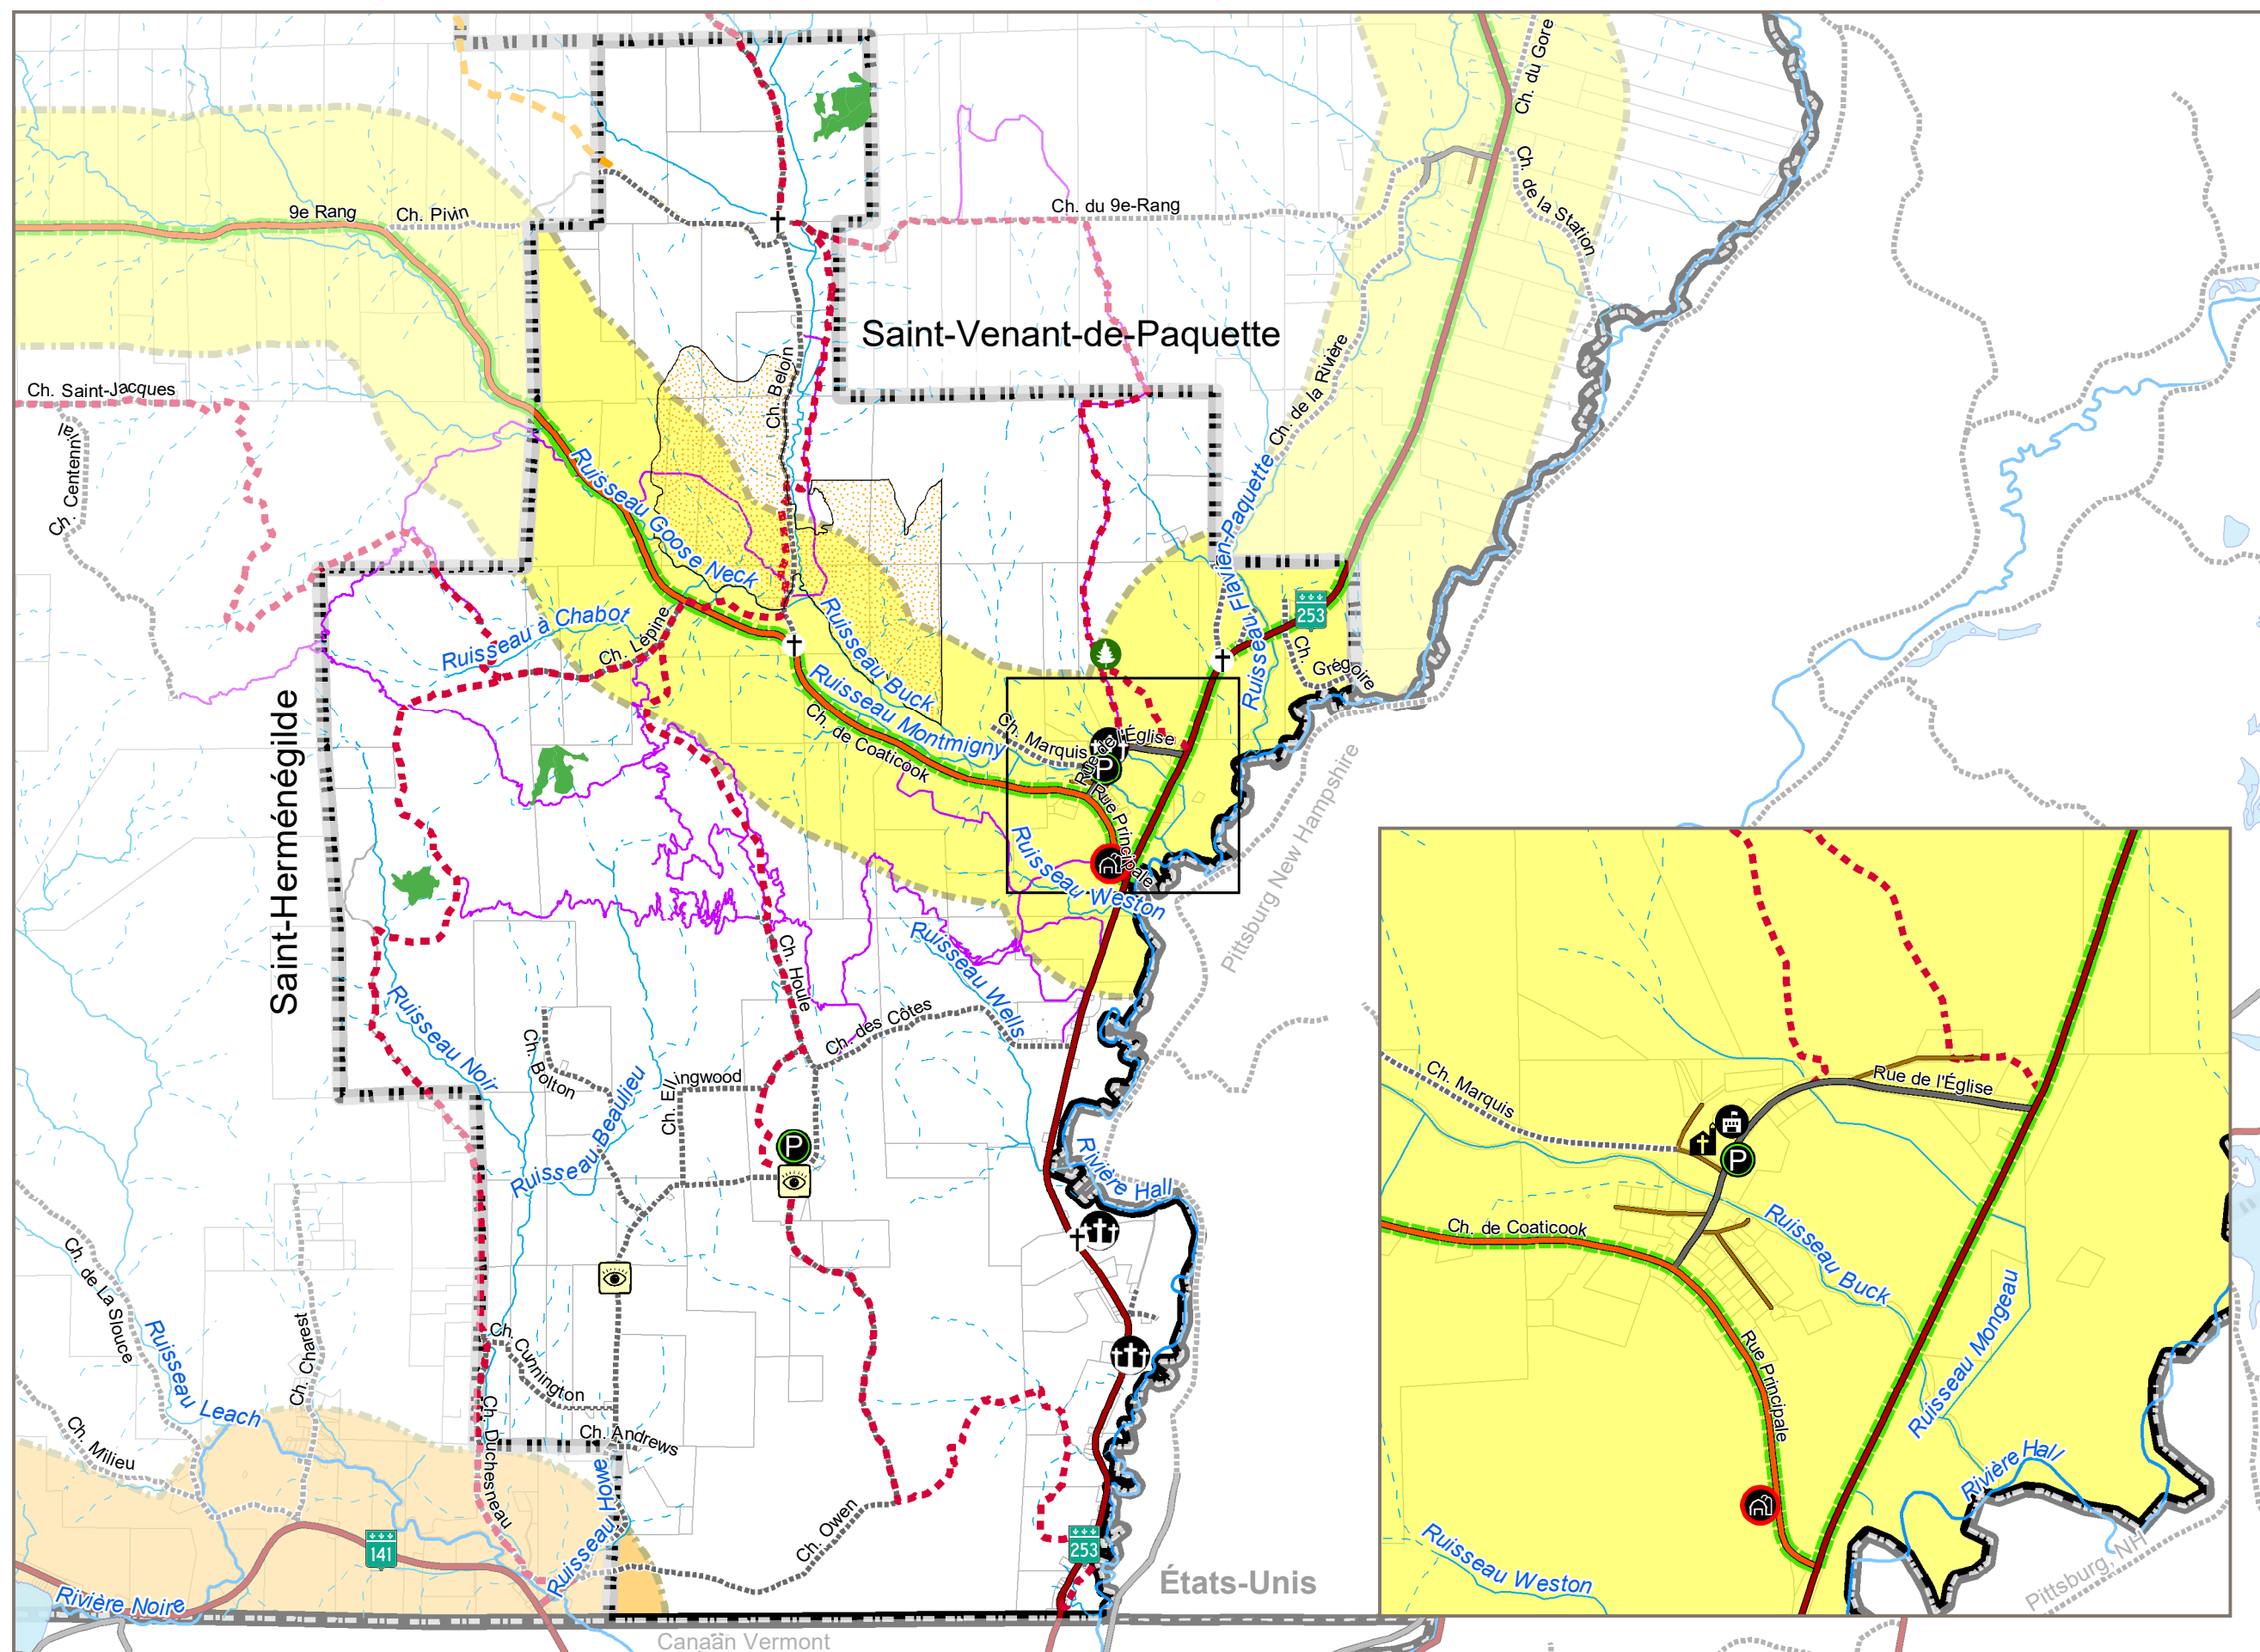 Ch. du Gore
9e Rang
Ch. Pivin
Ch. du 9e-Rang
Ch. de la Station
Saint-Venant-de-Paquette
Ch. Saint-Jacques
Ch. Beloin
Ch. de la Rivière
Ch. Centennial
Ruisseau Goose Neck
Ruisseau Flavien-Paquette
253
Ruisseau à Chabot
Ch. Lépine
Ruisseau Buck
Ch. Grégoire
Saint-Herménégilde
Ruisseau Montmigny
Ch. de Coaticook
Ch. Marquis
Rue de l'Église
P
Rue Principale
Pittsburg New Hampshire
Ruisseau Weston
Ruisseau Wells
Ch. Houle
Ch. des Côtes
Ruisseau Noir
Ch. Bolton
Ruisseau Beaulieu
Ch. Ellingwood
P
Rivière Hall
Ch. de La Slouce
Ruisseau Leach
Ch. Charest
Ch. Cunnington
Ch. Milieu
Ch. Duchesneau
Ch. Andrews
Ruisseau Howe
Ch. Owen
141
253
Rivière Noire
États-Unis
Canaan Vermont
Ch. Marquis
Rue de l'Église
P
Ch. de Coaticook
Ruisseau Buck
Ruisseau Mongeau
Rue Principale
Rivière Hall
Ruisseau Weston
Pittsburg, NH